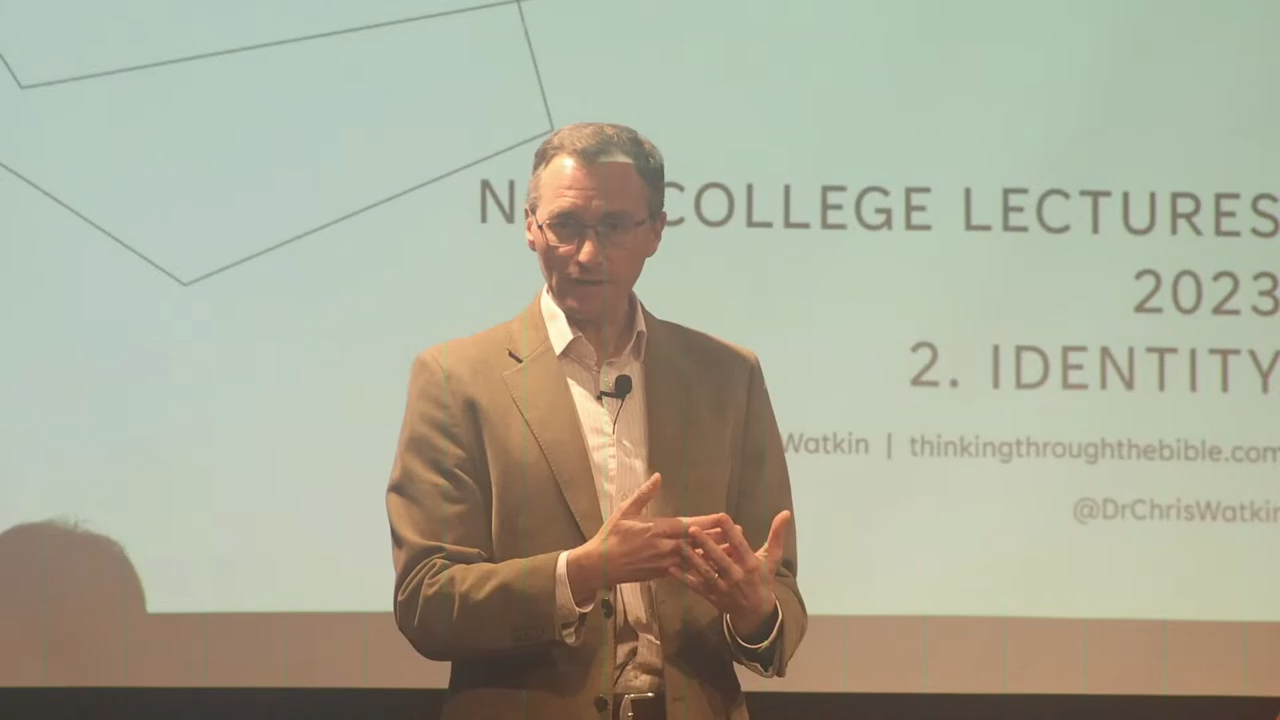 N COLLEGE LECTURES
2023
2. IDENTITY
Watkin | thinkingthroughthebible.com
@DrChrisWatkin